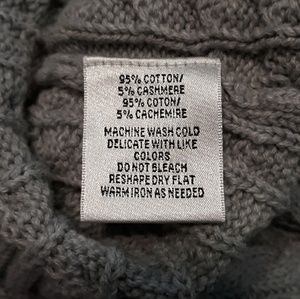 95% COTTON/
5% CASHMERE
95% COTON/
5% CACHEMIRE
MACHINE WASH COLD
DELICATE WITH LIKE
COLORS
DO NOT BLEACH
RESHAPE DRY FLAT
WARM IRON AS NEEDED